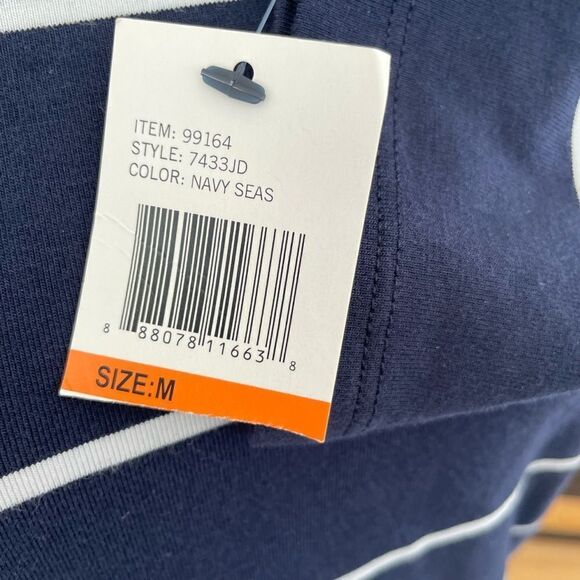 ITEM: 99164
STYLE: 7433JD
COLOR: NAVY SEAS
8 88078 11663 8
SIZE:M